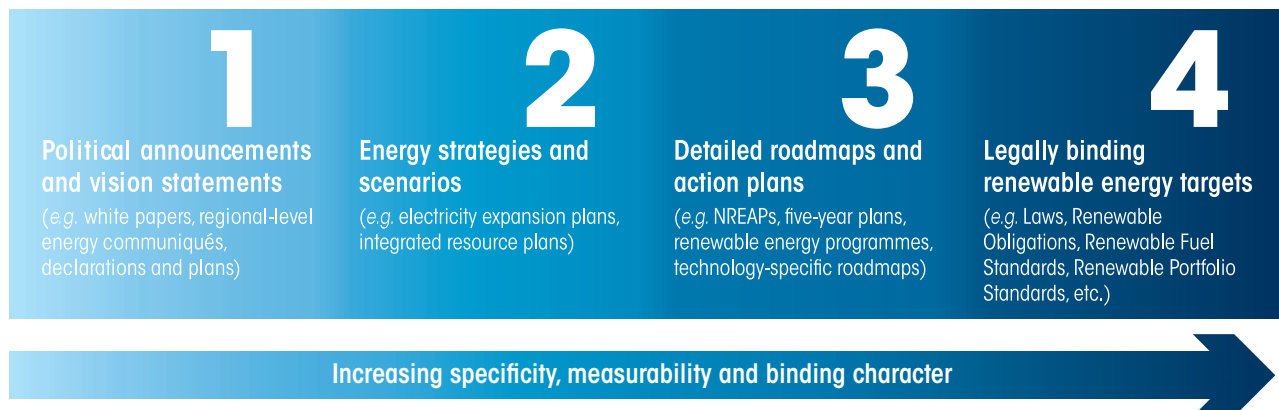 1
Political announcements
and vision statements
(e.g. white papers, regional-level
energy communiqués,
declarations and plans)
2
Energy strategies and
scenarios
(e.g. electricity expansion plans,
integrated resource plans)
3
Detailed roadmaps and
action plans
(e.g. NREAPs, five-year plans,
renewable energy programmes,
technology-specific roadmaps)
4
Legally binding
renewable energy targets
(e.g. Laws, Renewable
Obligations, Renewable Fuel
Standards, Renewable Portfolio
Standards, etc.)
Increasing specificity, measurability and binding character